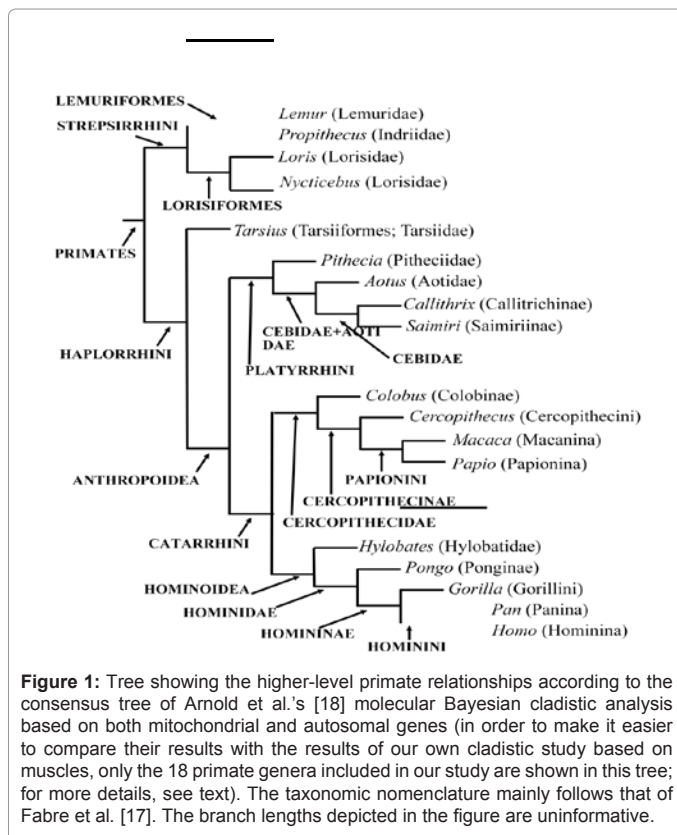 LEMURIFORMES
Lemur (Lemuridae)
STREPSIRRHINI
Propithecus (Indriidae)
Loris (Lorisidae)
Nycticebus (Lorisidae)
LORISIFORMES
Tarsius (Tarsiiformes; Tarsiidae)
PRIMATES
Pithecia (Pitheciidae)
Aotus (Aotidae)
Callithrix (Callitrichinae)
Saimiri (Saimiriinae)
CEBIDAE+AOTI
DAE
HAPLORRHINI
CEBIDAE
PLATYRRHINI
Colobus (Colobinae)
Cercopithecus (Cercopithecini)
Macaca (Macanina)
Papio (Papionina)
PAPIONINI
ANTHROPOIDEA
CERCOPITHECINAE
CERCOPITHECIDAE
CATARRHINI
Hylobates (Hylobatidae)
Pongo (Ponginae)
HOMINOIDEA
Gorilla (Gorillini)
HOMINIDAE
Pan (Panina)
HOMININAE
Homo (Hominina)
HOMININI
Figure 1: Tree showing the higher-level primate relationships according to the
consensus tree of Arnold et al.'s [18] molecular Bayesian cladistic analysis
based on both mitochondrial and autosomal genes (in order to make it easier
to compare their results with the results of our own cladistic study based on
muscles, only the 18 primate genera included in our study are shown in this tree;
for more details, see text). The taxonomic nomenclature mainly follows that of
Fabre et al. [17]. The branch lengths depicted in the figure are uninformative.